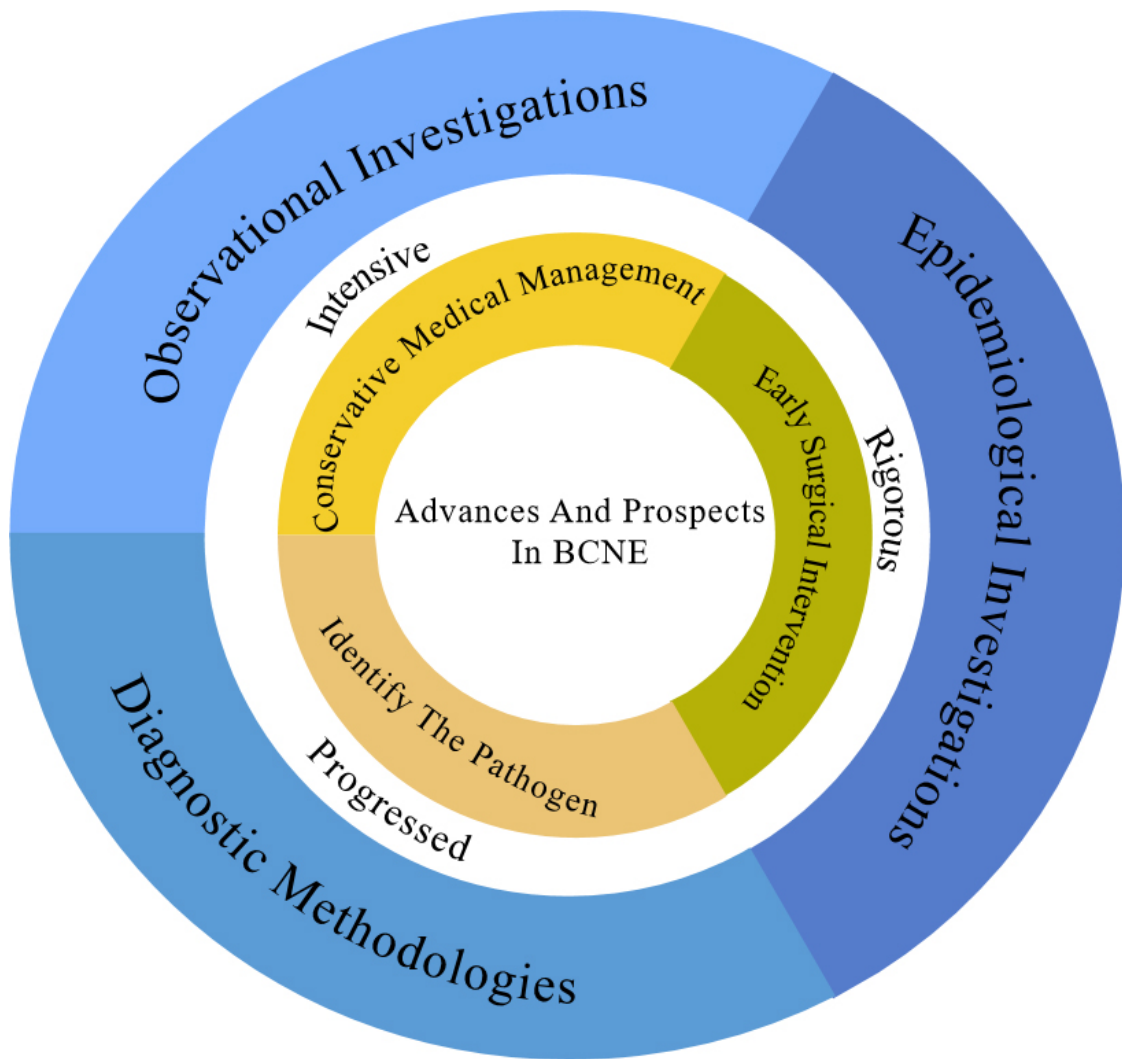 Observational Investigations
Epidemiological Investigations
Diagnostic Methodologies
Intensive
Rigorous
Progressed
Conservative Medical Management
Early Surgical Intervention
Identify The Pathogen
Advances And Prospects
In BCNE